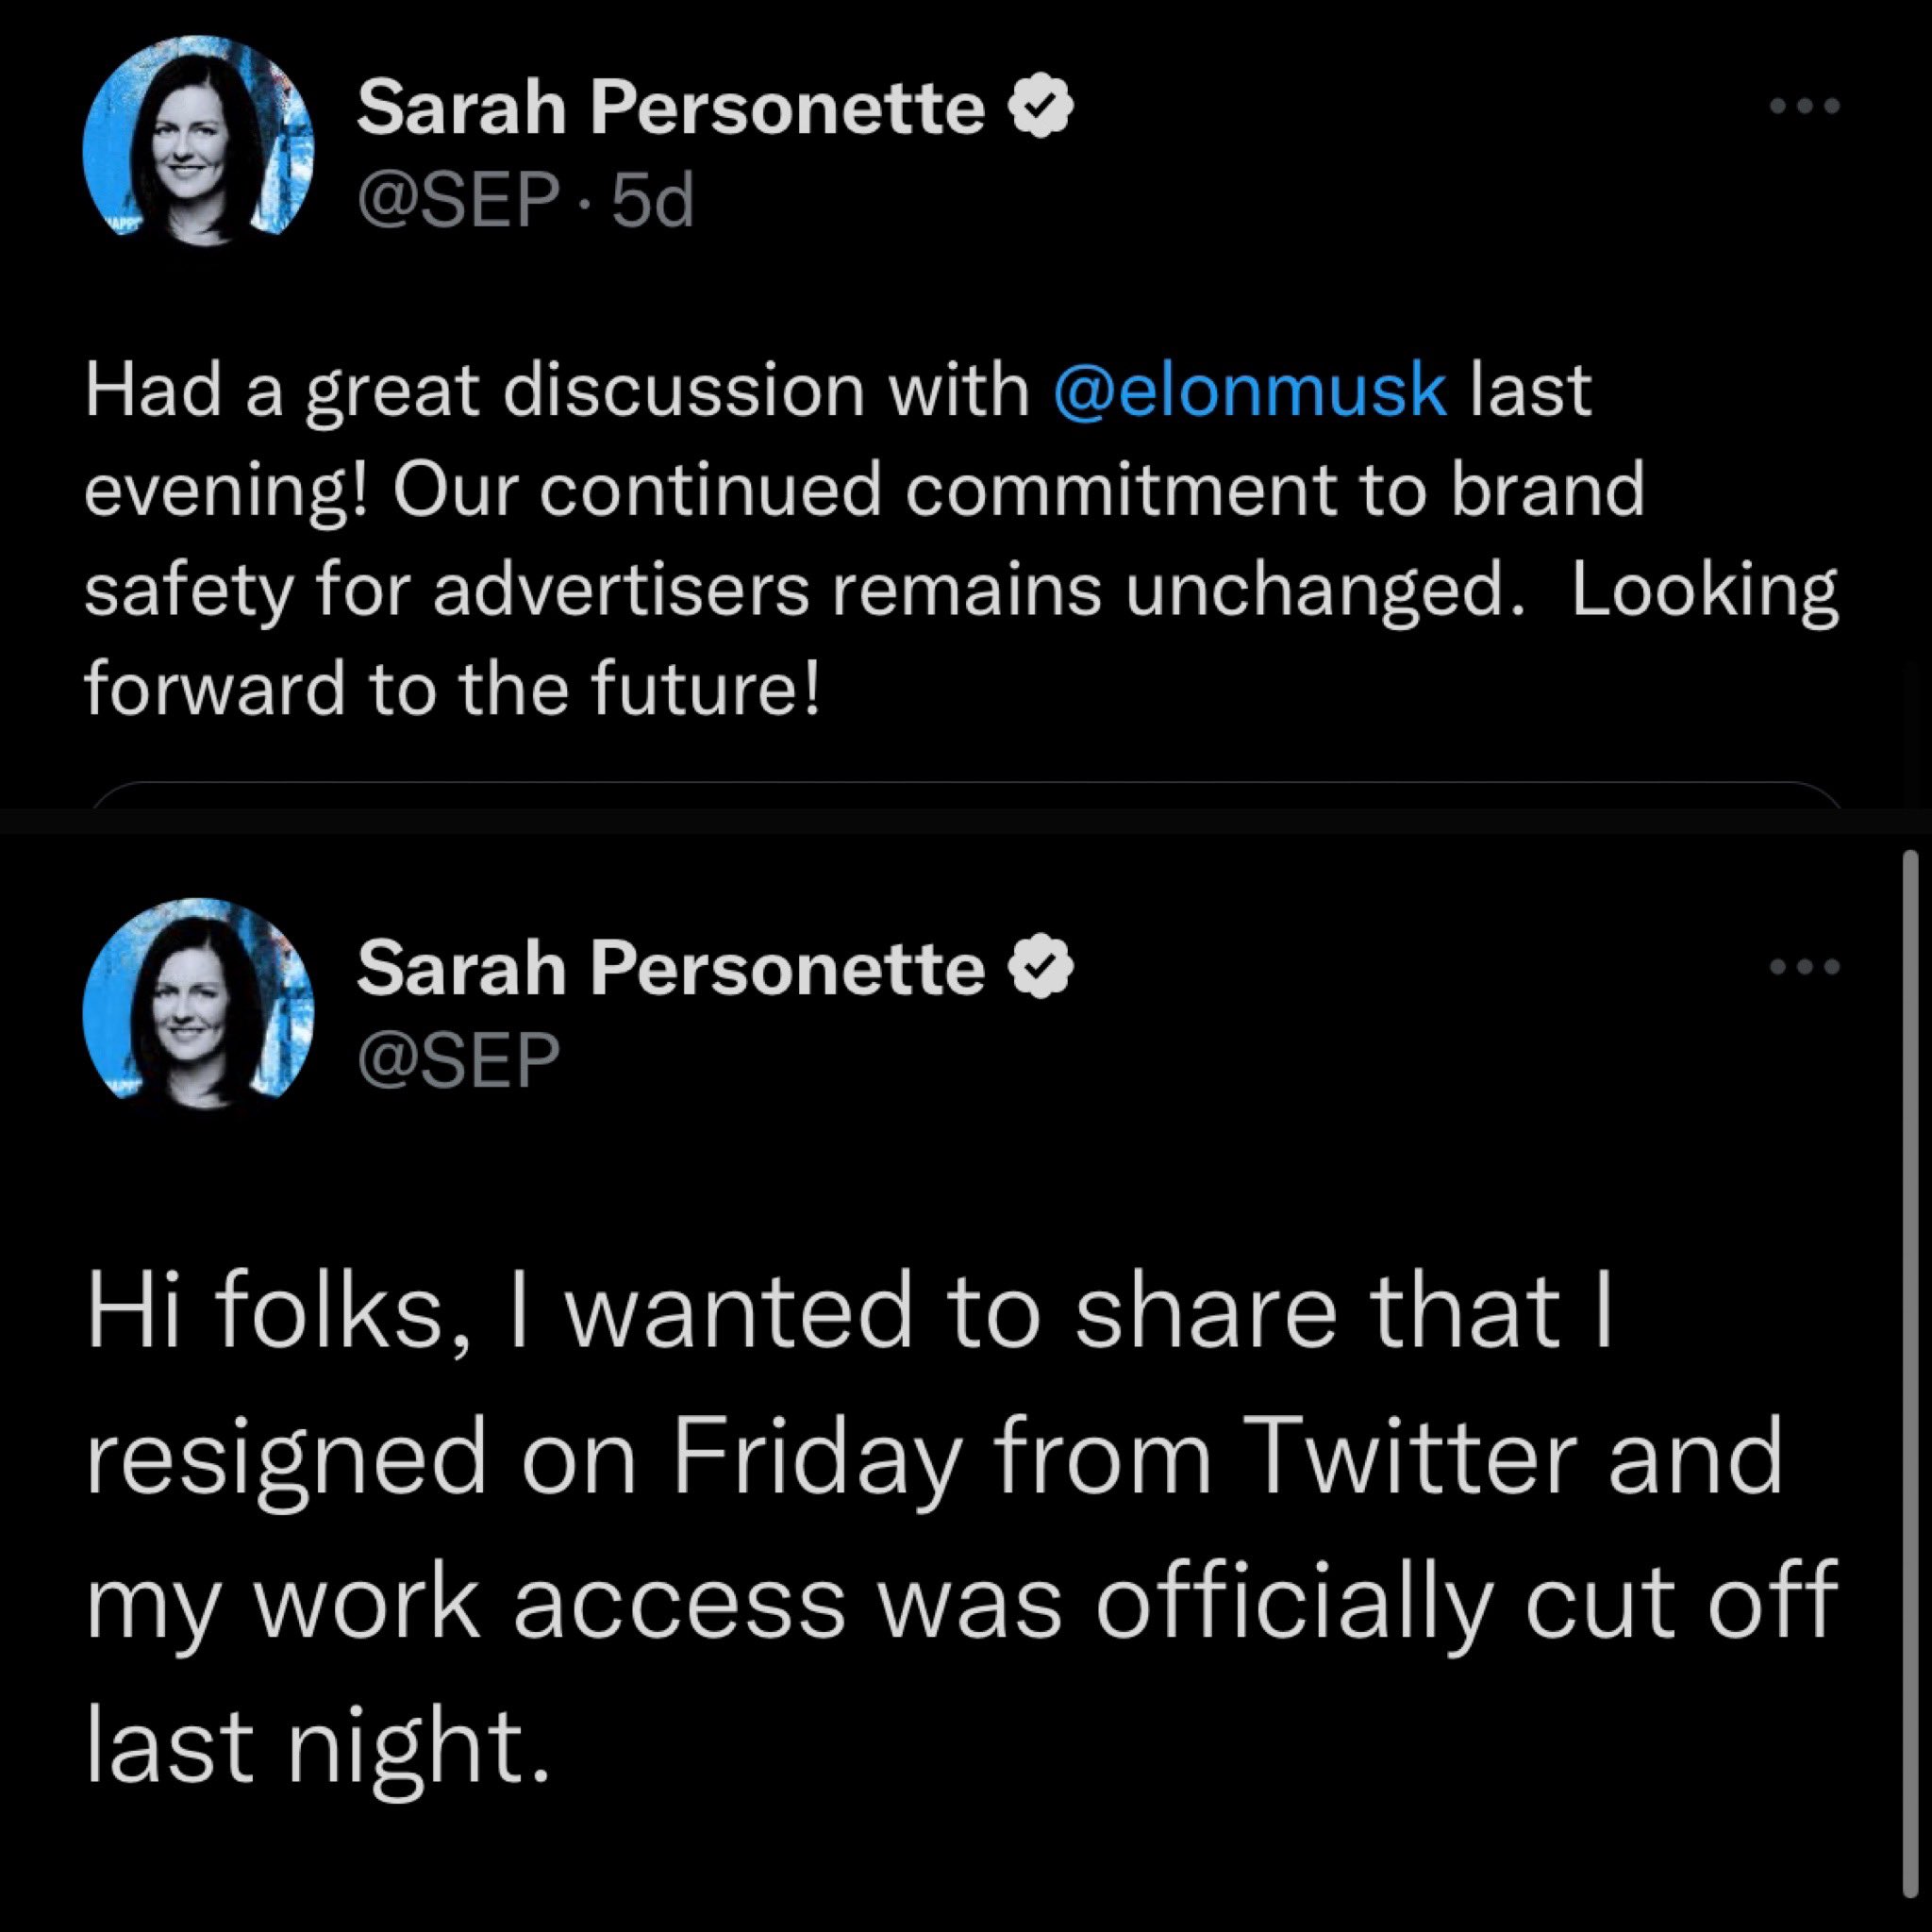 Sarah Personette
@SEP · 5d
Had a great discussion with @elonmusk last
evening! Our continued commitment to brand
safety for advertisers remains unchanged.  Looking
forward to the future!
Sarah Personette
@SEP
Hi folks, I wanted to share that I
resigned on Friday from Twitter and
my work access was officially cut off
last night.